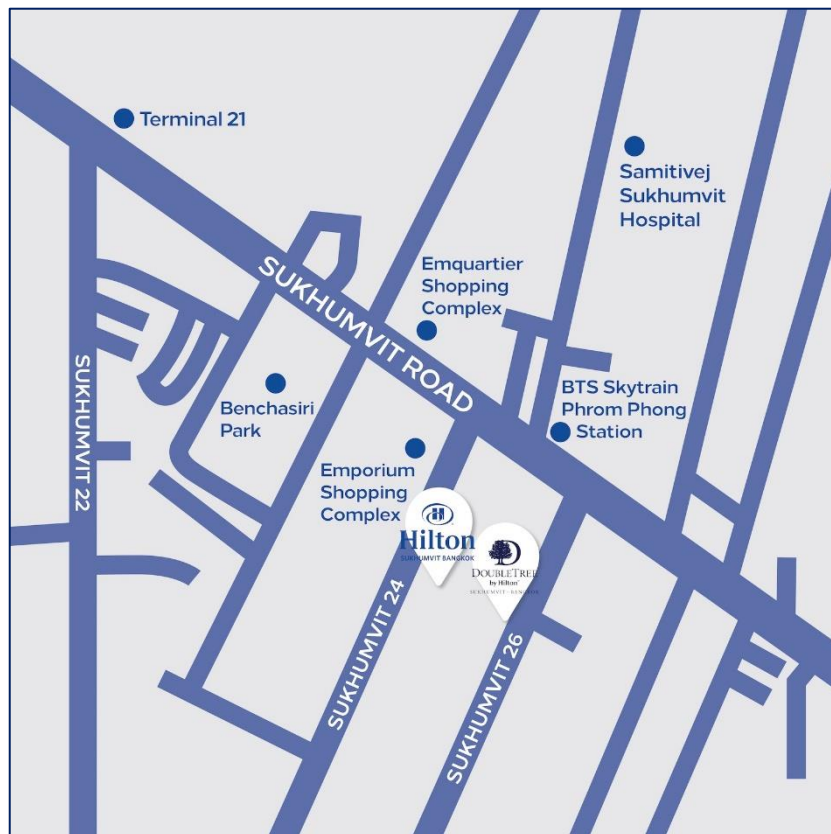 Terminal 21
Samitivej
Sukhumvit
Hospital
SUKHUMVIT ROAD
Emquartier
Shopping
Complex
SUKHUMVIT 22
Benchasiri
Park
BTS Skytrain
Phrom Phong
Station
Emporium
Shopping
Complex
H
Hilton
SUKHUMVIT BANGKOK
D
DOUBLETREE
by Hilton™
SUKHUMVIT · BANGKOK
SUKHUMVIT 24
SUKHUMVIT 26